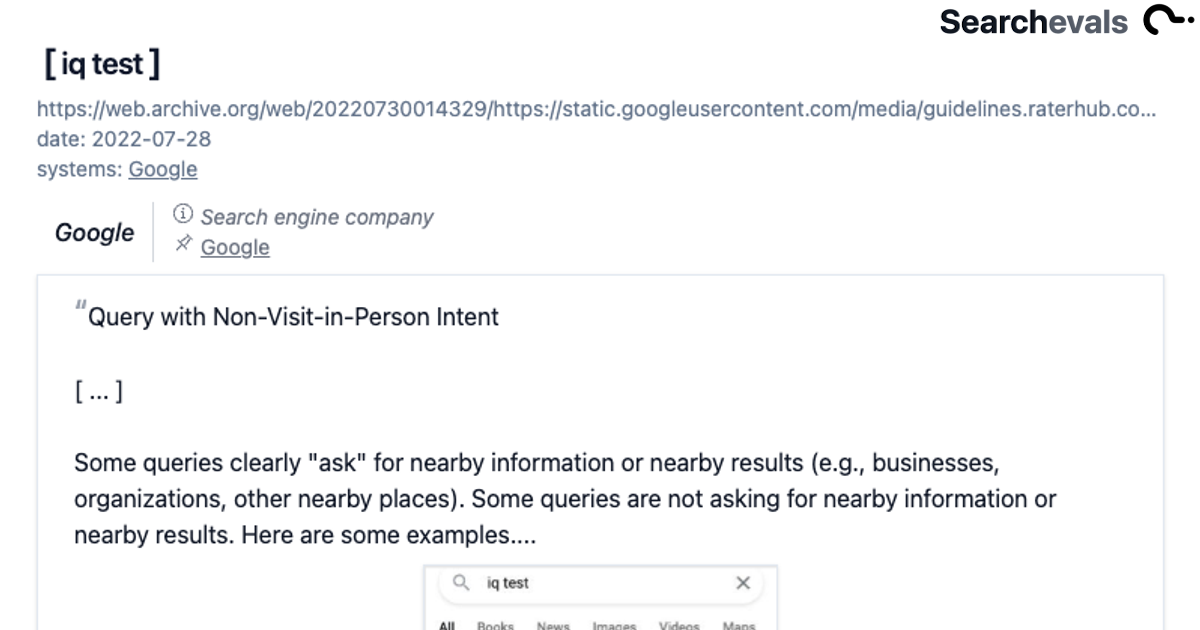 Searchevals
[ iq test ]
https://web.archive.org/web/20220730014329/https://static.googleusercontent.com/media/guidelines.raterhub.co...
date: 2022-07-28
systems: Google
Google
Search engine company
Google
"Query with Non-Visit-in-Person Intent
[ ... ]
Some queries clearly "ask" for nearby information or nearby results (e.g., businesses,
organizations, other nearby places). Some queries are not asking for nearby information or
nearby results. Here are some examples....
iq test
All Books News Images Videos Maps